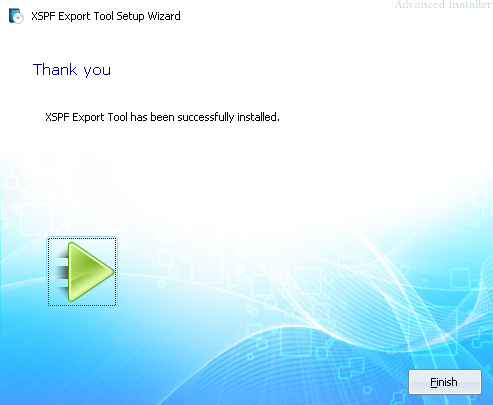 Advanced Installer
XSPF Export Tool Setup Wizard
Thank you
XSPF Export Tool has been successfully installed.
Finish